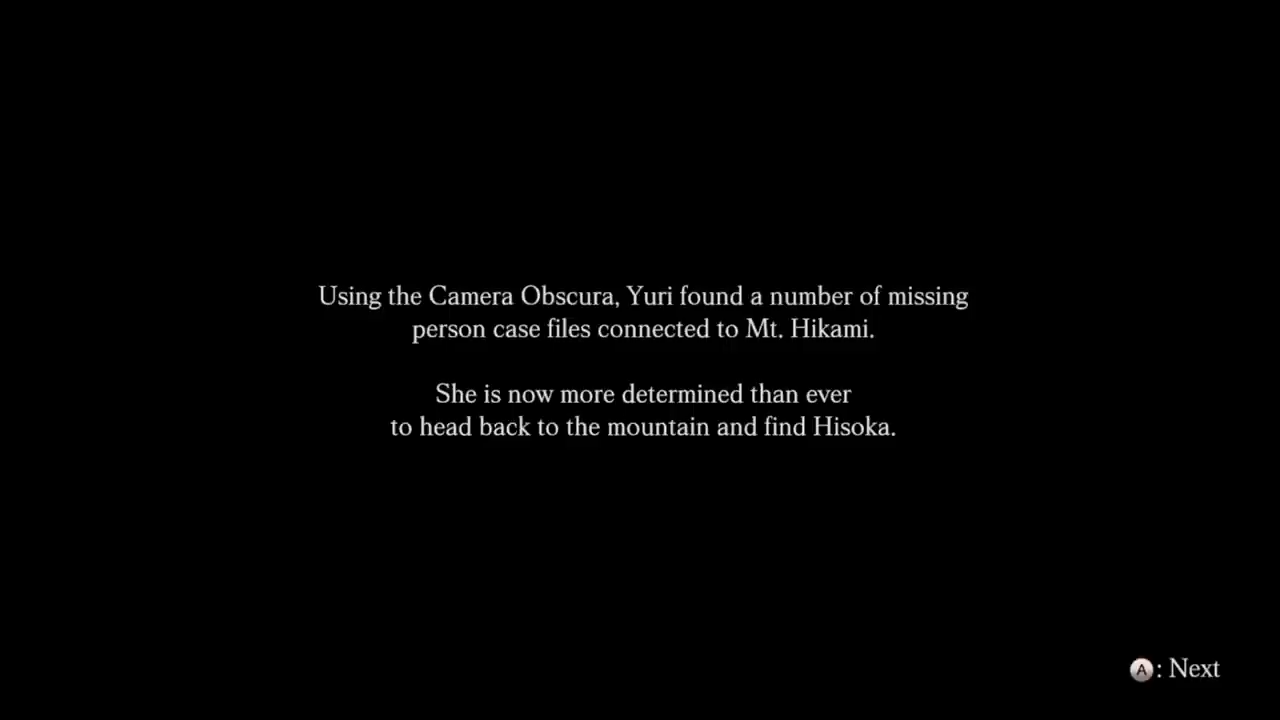 Using the Camera Obscura, Yuri found a number of missing
person case files connected to Mt. Hikami.
She is now more determined than ever
to head back to the mountain and find Hisoka.
A: Next